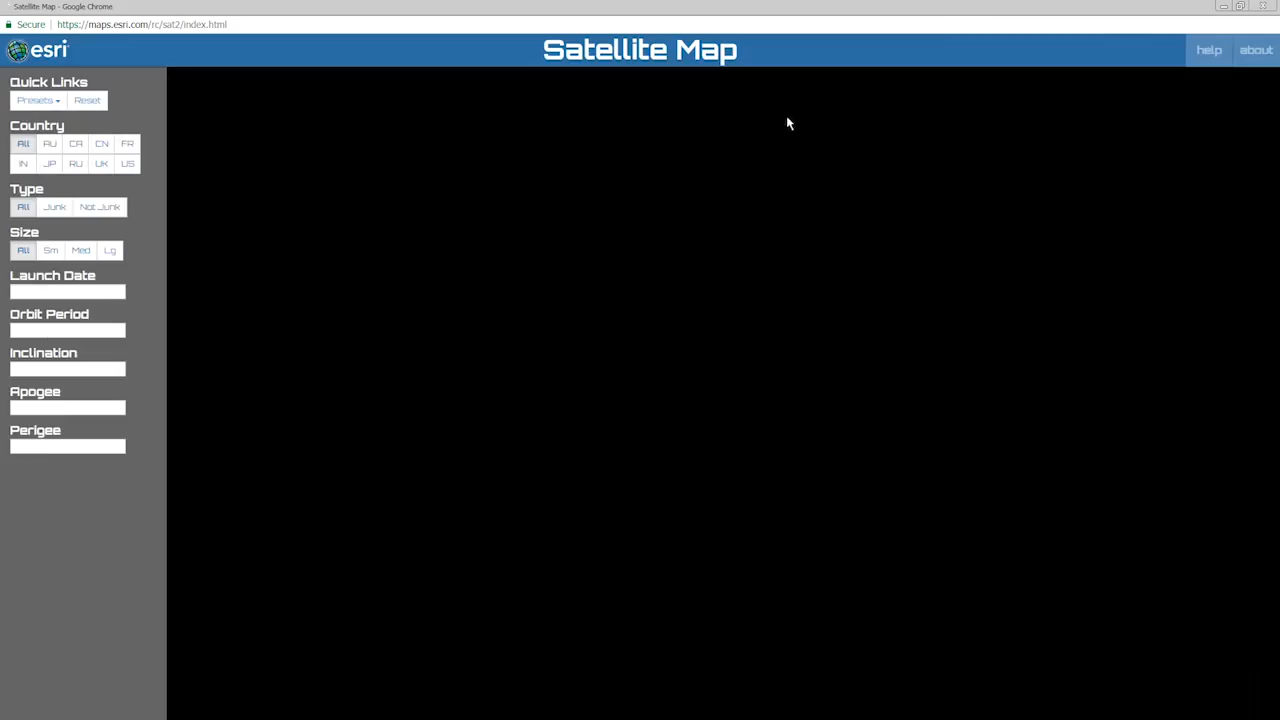 Satellite Map - Google Chrome
Secure https://maps.esri.com/rc/sat2/index.html
esri
Satellite Map
help about
Quick Links
Presets Reset
Country
All AU CA CN FR
IN JP RU UK US
Type
All Junk Not Junk
Size
All Sm Med Lg
Launch Date
Orbit Period
Inclination
Apogee
Perigee